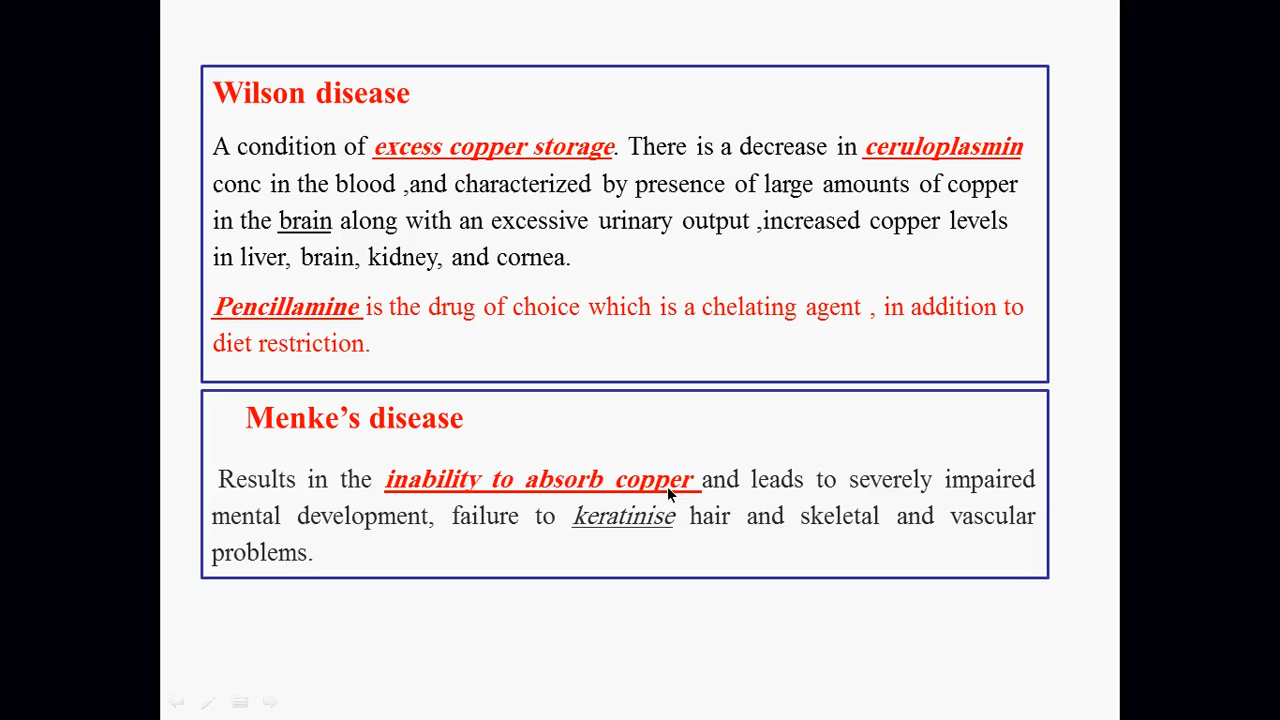 Wilson disease
A condition of excess copper storage. There is a decrease in ceruloplasmin
conc in the blood ,and characterized by presence of large amounts of copper
in the brain along with an excessive urinary output ,increased copper levels
in liver, brain, kidney, and cornea.
Pencillamine is the drug of choice which is a chelating agent , in addition to
diet restriction.
Menke’s disease
Results in the inability to absorb copper and leads to severely impaired
mental development, failure to keratinise hair and skeletal and vascular
problems.